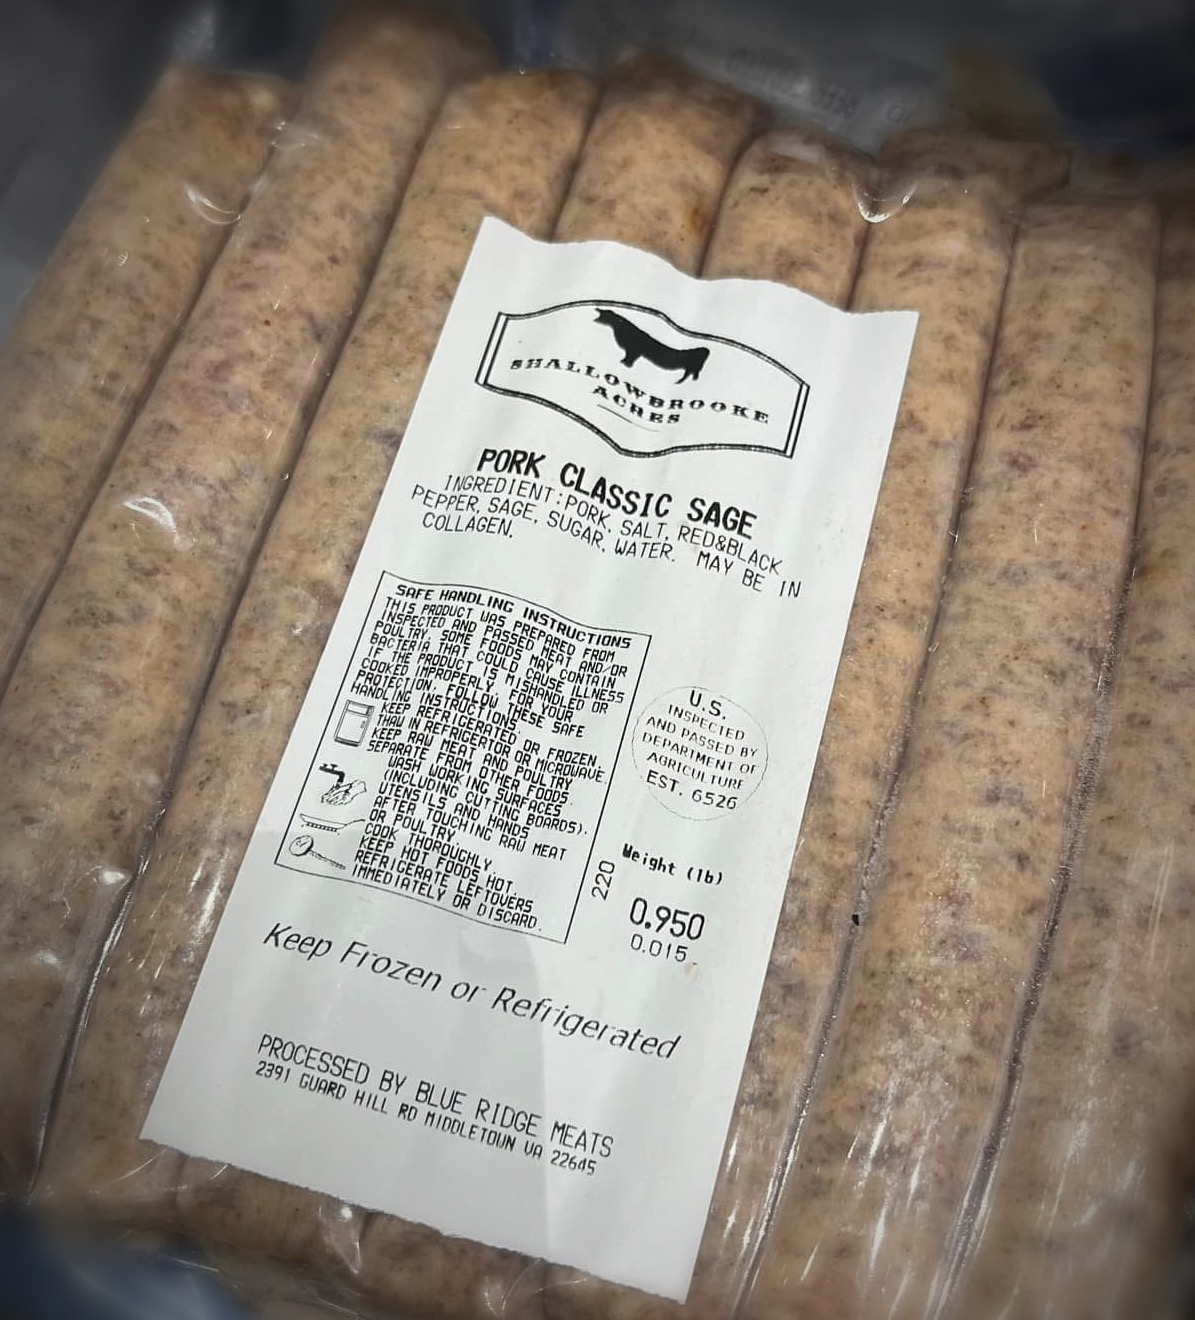 SHALLOWBROOKE
ACRES
PORK CLASSIC SAGE
INGREDIENT:PORK, SALT, RED&BLACK
PEPPER, SAGE, SUGAR, WATER. MAY BE IN
COLLAGEN.
SAFE HANDLING INSTRUCTIONS
THIS PRODUCT WAS PREPARED FROM
INSPECTED AND PASSED MEAT AND/OR
POULTRY. SOME FOODS MAY CONTAIN
BACTERIA THAT COULD CAUSE ILLNESS
IF THE PRODUCT IS MISHANDLED OR
COOKED IMPROPERLY. FOR YOUR
PROTECTION, FOLLOW THESE SAFE
HANDLING INSTRUCTIONS.
KEEP REFRIGERATED OR FROZEN.
THAW IN REFRIGERTOR OR MICROWAVE.
KEEP RAW MEAT AND POULTRY
SEPARATE FROM OTHER FOODS.
WASH WORKING SURFACES
(INCLUDING CUTTING BOARDS).
UTENSILS AND HANDS
AFTER TOUCHING RAW MEAT
OR POULTRY.
COOK THOROUGHLY.
KEEP HOT FOODS HOT.
REFRIGERATE LEFTOVERS
IMMEDIATELY OR DISCARD.
U.S.
INSPECTED
AND PASSED BY
DEPARTMENT OF
AGRICULTURE
EST. 6526
220
Weight (lb)
0.950
0.015
Keep Frozen or Refrigerated
PROCESSED BY BLUE RIDGE MEATS
2391 GUARD HILL RD MIDDLETOWN VA 22645